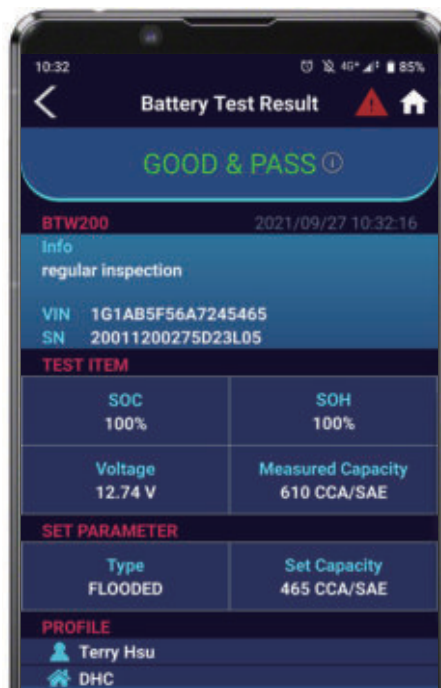 10:32 4G+ 85%
Battery Test Result
GOOD & PASS
BTW200 2021/09/27 10:32:16
Info
regular inspection
VIN 1G1AB5F56A7245465
SN 20011200275D23L05
TEST ITEM
SOC SOH
100% 100%
Voltage Measured Capacity
12.74 V 610 CCA/SAE
SET PARAMETER
Type Set Capacity
FLOODED 465 CCA/SAE
PROFILE
Terry Hsu
DHC